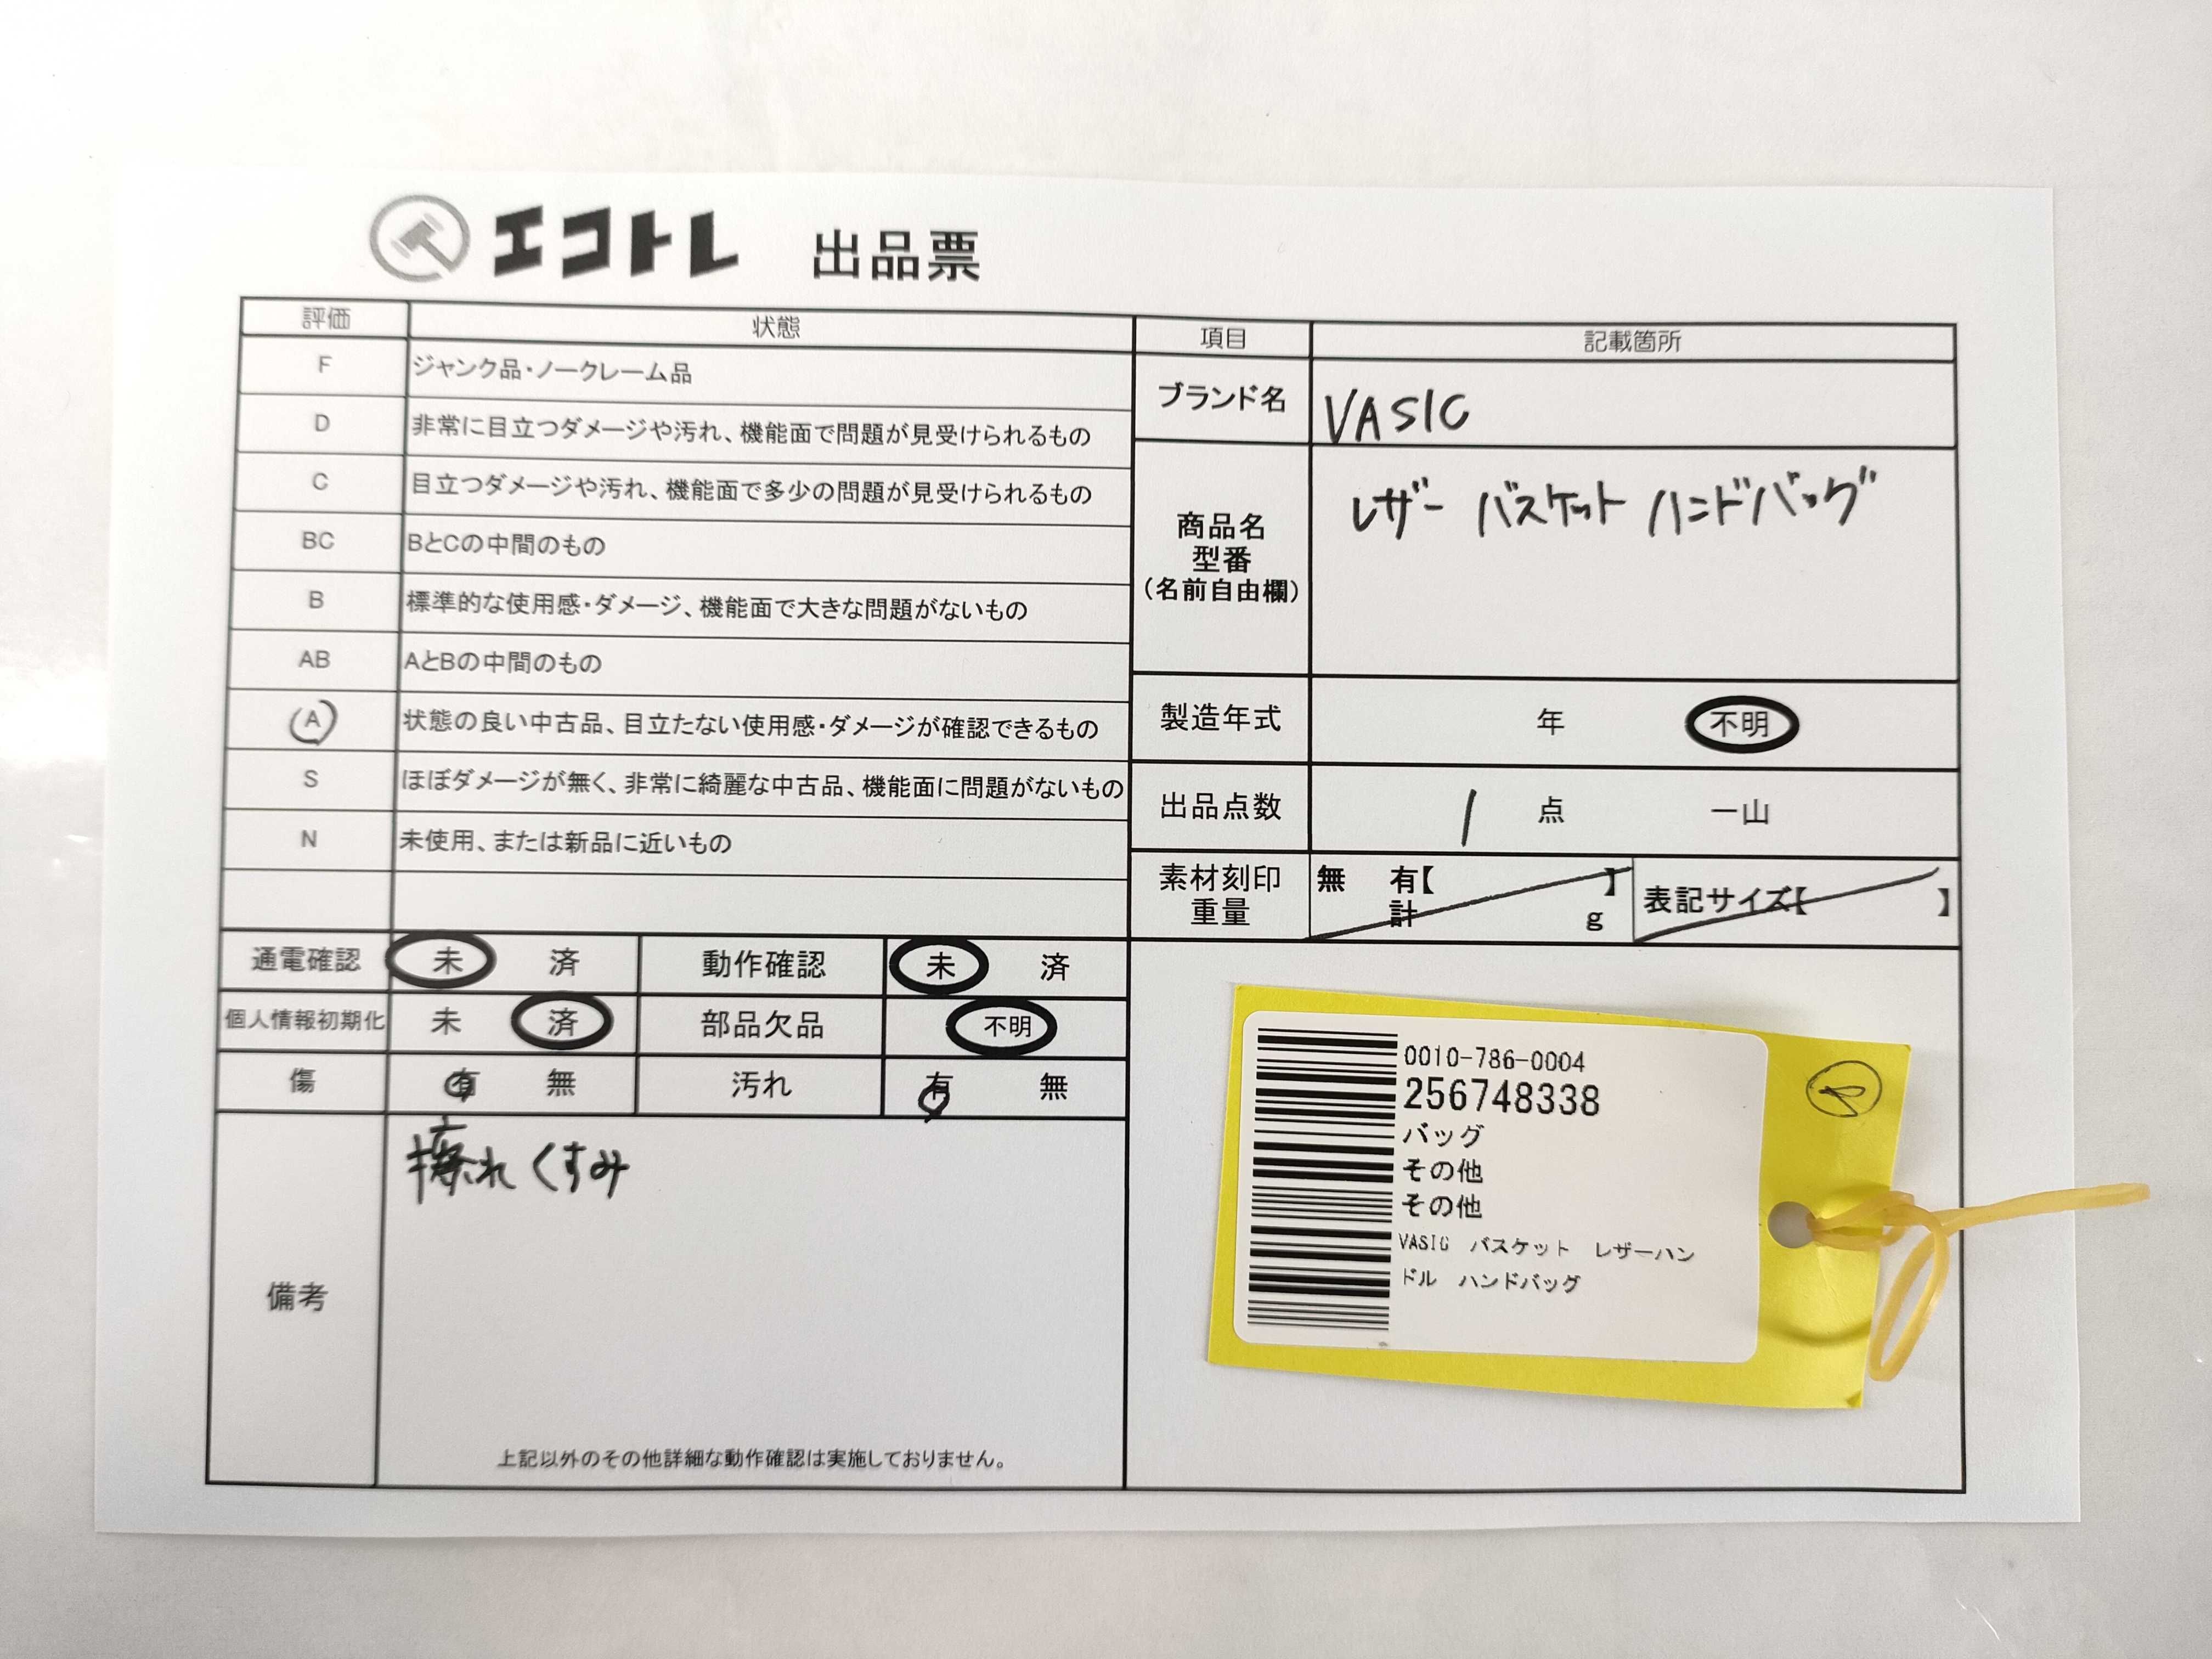 エコトレ 出品票
評価 状態
F ジャンク品・ノークレーム品
D 非常に目立つダメージや汚れ、機能面で問題が見受けられるもの
C 目立つダメージや汚れ、機能面で多少の問題が見受けられるもの
BC BとCの中間のもの
B 標準的な使用感・ダメージ、機能面で大きな問題がないもの
AB AとBの中間のもの
A 状態の良い中古品、目立たない使用感・ダメージが確認できるもの
S ほぼダメージが無く、非常に綺麗な中古品、機能面に問題がないもの
N 未使用、または新品に近いもの
通電確認 未 済 動作確認 未 済
個人情報初期化 未 済 部品欠品 不明
傷 有 無 汚れ 有 無
備考
擦れ くすみ
上記以外のその他詳細な動作確認は実施しておりません。
項目 記載箇所
ブランド名 VASIC
商品名
型番
(名前自由欄)
レザー バスケット ハンドバッグ
製造年式 年 不明
出品点数 1 点 一山
素材刻印 無 有【 】
重量 計 g
表記サイズ【 】
0010-786-0004
256748338
バッグ
その他
その他
VASIC バスケット レザーハン
ドル ハンドバッグ